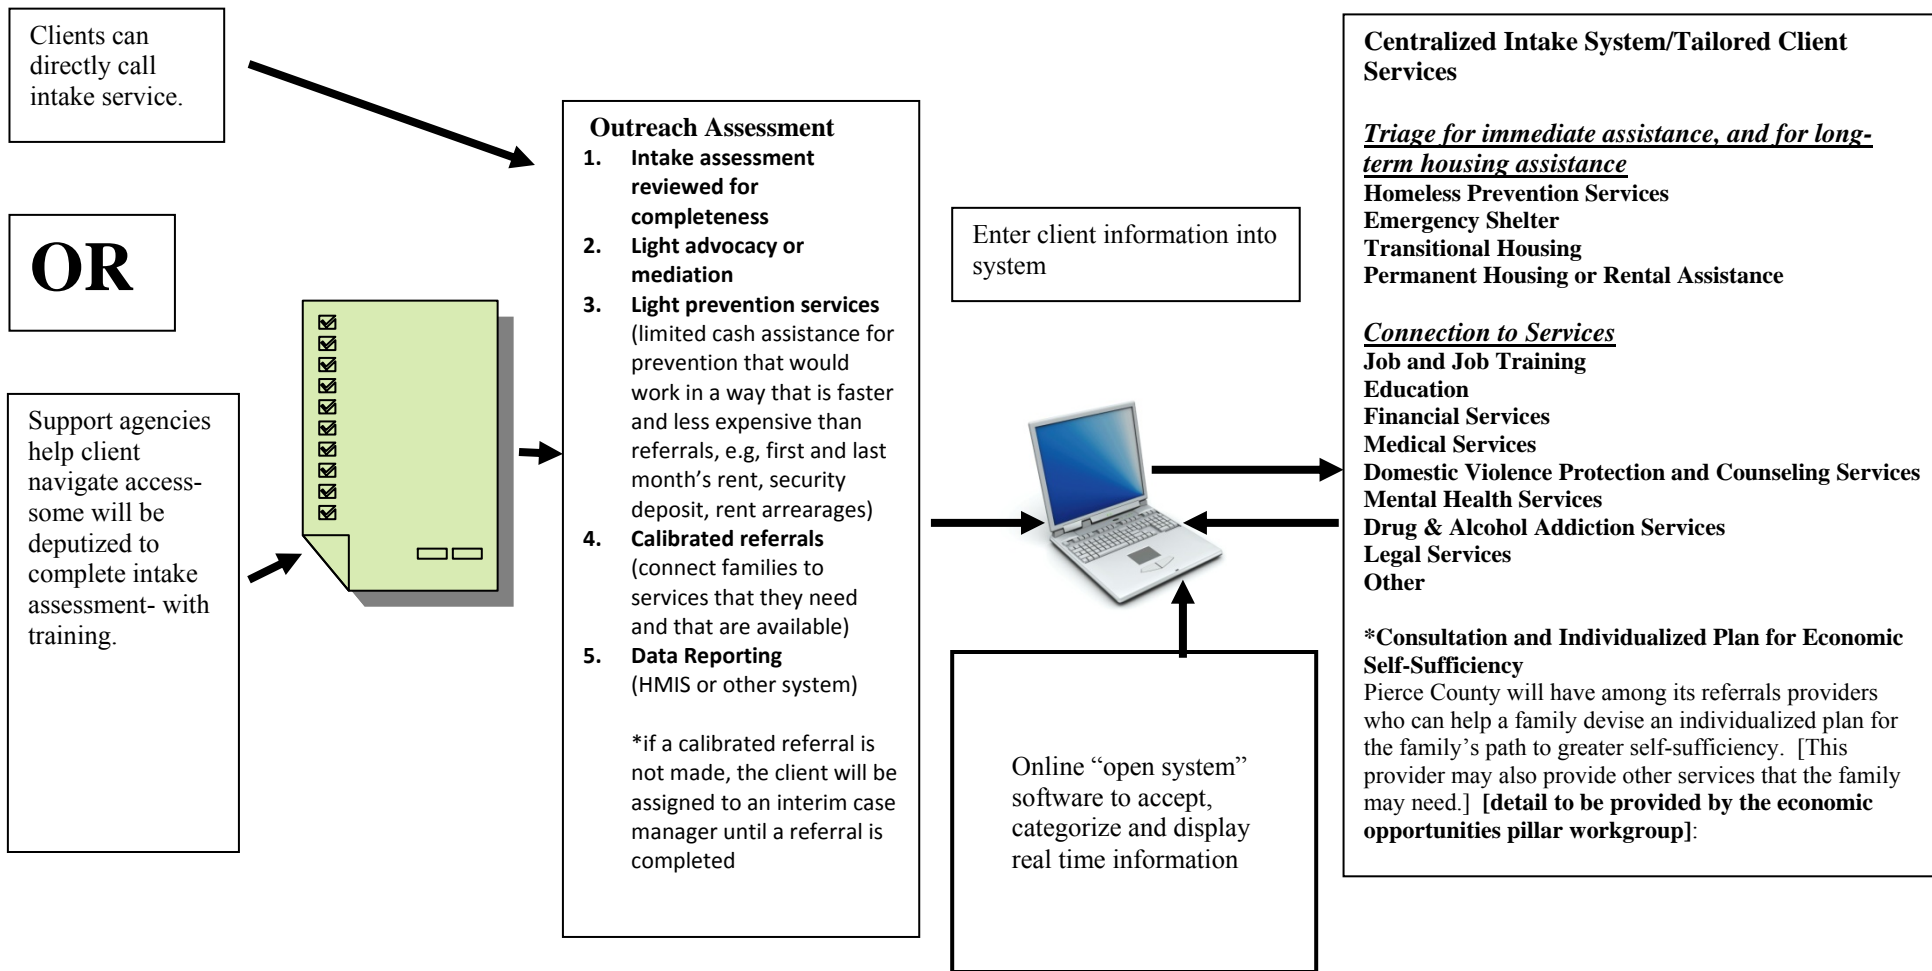 Clients can
directly call
intake service.
OR
Support agencies
help client
navigate access-
some will be
deputized to
complete intake
assessment- with
training.
Outreach Assessment
1. Intake assessment
reviewed for
completeness
2. Light advocacy or
mediation
3. Light prevention services
(limited cash assistance for
prevention that would
work in a way that is faster
and less expensive than
referrals, e.g, first and last
month’s rent, security
deposit, rent arrearages)
4. Calibrated referrals
(connect families to
services that they need
and that are available)
5. Data Reporting
(HMIS or other system)
*if a calibrated referral is
not made, the client will be
assigned to an interim case
manager until a referral is
completed
Enter client information into
system
Online “open system”
software to accept,
categorize and display
real time information
Centralized Intake System/Tailored Client
Services
Triage for immediate assistance, and for long-
term housing assistance
Homeless Prevention Services
Emergency Shelter
Transitional Housing
Permanent Housing or Rental Assistance
Connection to Services
Job and Job Training
Education
Financial Services
Medical Services
Domestic Violence Protection and Counseling Services
Mental Health Services
Drug & Alcohol Addiction Services
Legal Services
Other
*Consultation and Individualized Plan for Economic
Self-Sufficiency
Pierce County will have among its referrals providers
who can help a family devise an individualized plan for
the family’s path to greater self-sufficiency. [This
provider may also provide other services that the family
may need.] [detail to be provided by the economic
opportunities pillar workgroup]: